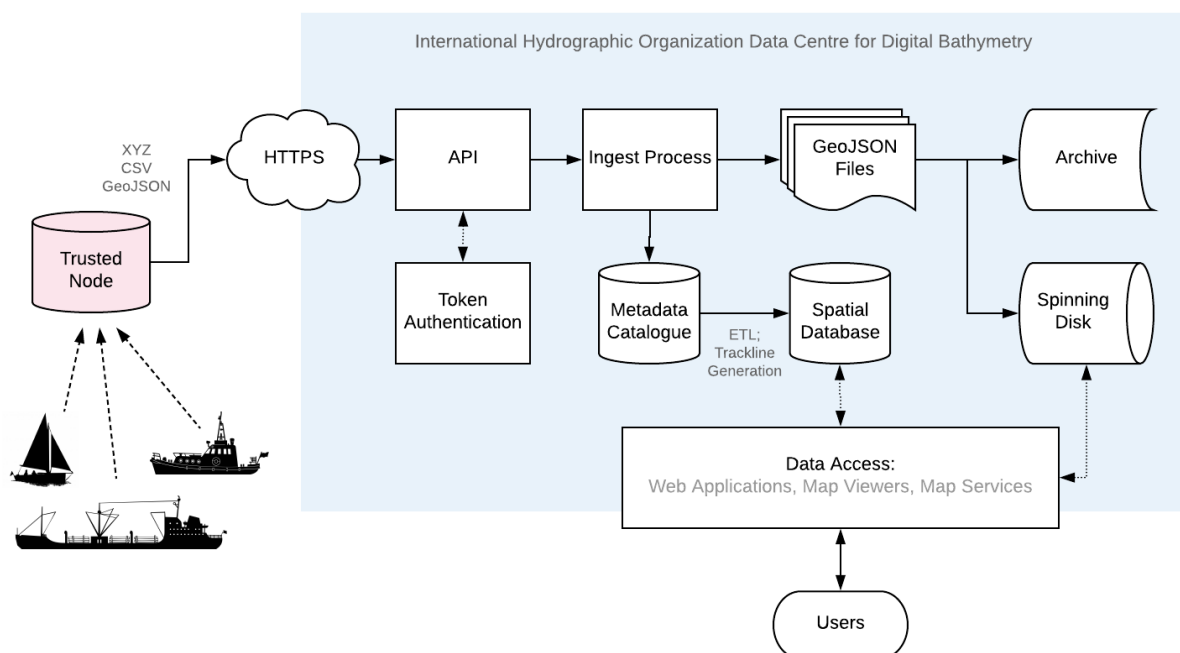 International Hydrographic Organization Data Centre for Digital Bathymetry
XYZ
CSV
GeoJSON
HTTPS
API
Ingest Process
GeoJSON
Files
Archive
Trusted
Node
Token
Authentication
Metadata
Catalogue
ETL;
Trackline
Generation
Spatial
Database
Spinning
Disk
Data Access:
Web Applications, Map Viewers, Map Services
Users